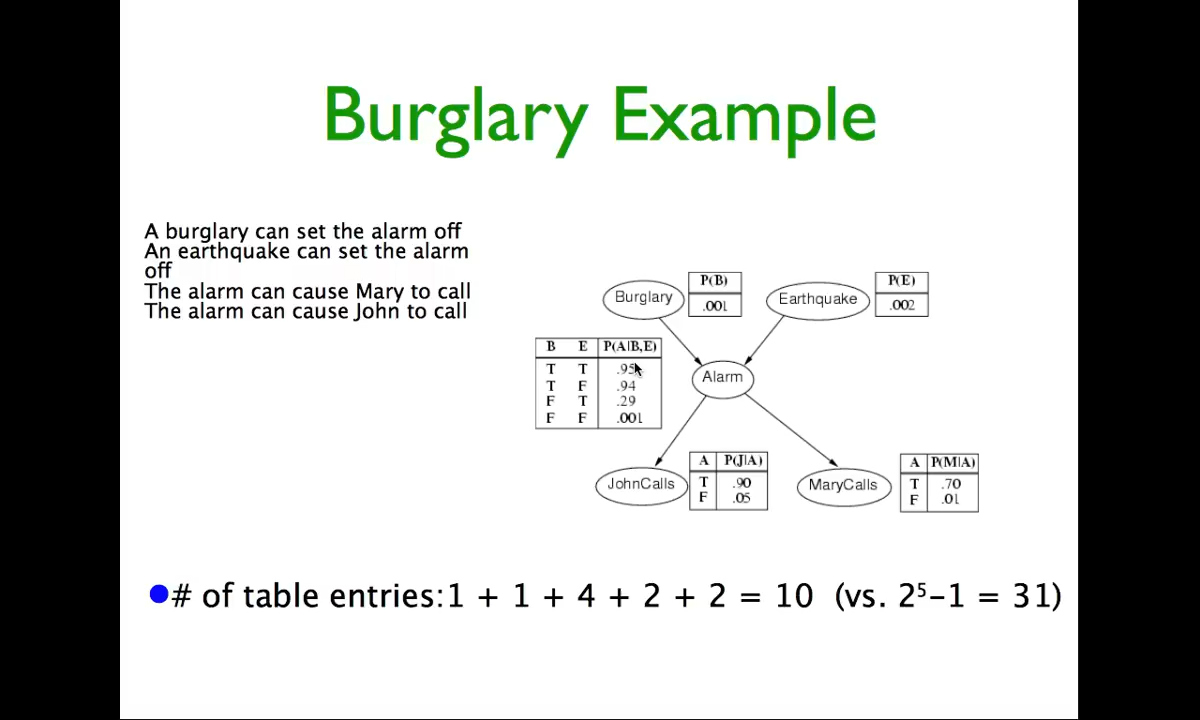 Burglary Example
A burglary can set the alarm off
An earthquake can set the alarm
off
The alarm can cause Mary to call
The alarm can cause John to call
Burglary
P(B)
.001
Earthquake
P(E)
.002
B E P(A|B,E)
T T .95
T F .94
F T .29
F F .001
Alarm
JohnCalls
A P(J|A)
T .90
F .05
MaryCalls
A P(M|A)
T .70
F .01
# of table entries:1 + 1 + 4 + 2 + 2 = 10 (vs. 2⁵-1 = 31)